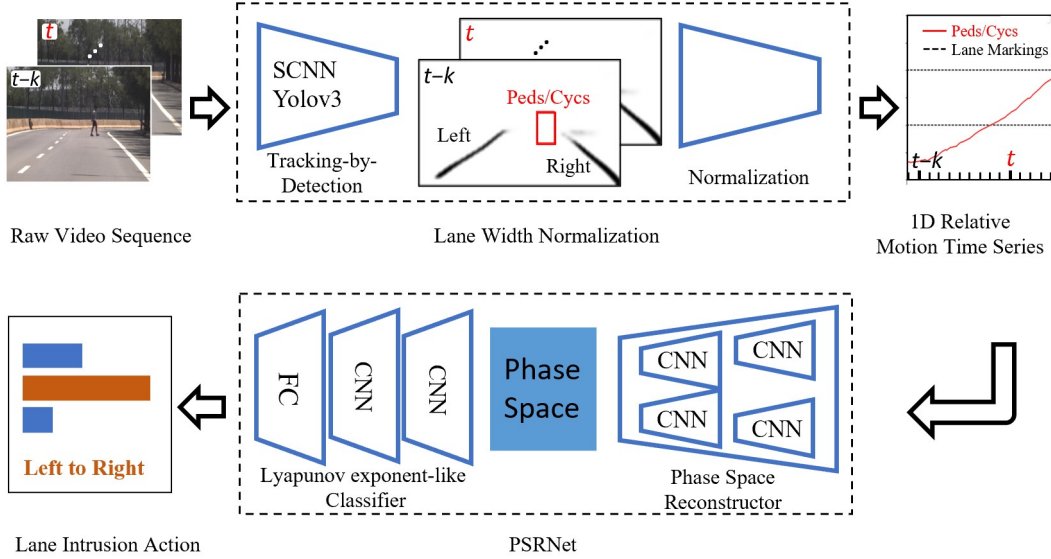 t
t−k
SCNN
Yolov3
Tracking-by-
Detection
t
t−k
Peds/Cycs
Left
Right
Normalization
Peds/Cycs
Lane Markings
t−k
t
Raw Video Sequence
Lane Width Normalization
1D Relative
Motion Time Series
Left to Right
FC
CNN
CNN
Lyapunov exponent-like
Classifier
Phase
Space
CNN
CNN
CNN
CNN
Phase Space
Reconstructor
Lane Intrusion Action
PSRNet